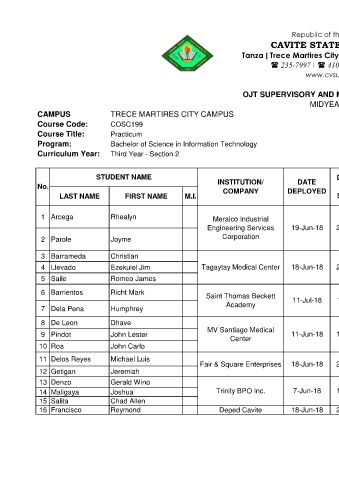 Republic of th
CAVITE STATE
Tanza | Trece Martires City
☎ 235-7997 | ☎ 410
www.cvsu
OJT SUPERVISORY AND M
MIDYEA
CAMPUS TRECE MARTIRES CITY CAMPUS
Course Code: COSC199
Course Title: Practicum
Program: Bachelor of Science in Information Technology
Curriculum Year: Third Year - Section 2
No. STUDENT NAME INSTITUTION/ COMPANY DATE DEPLOYED D
LAST NAME FIRST NAME M.I. S
1 Arcega Rhealyn Meralco Industrial Engineering Services Corporation 19-Jun-18 2
2 Parole Joyme
3 Barrameda Christian Tagaytay Medical Center 18-Jun-18 2
4 Llevado Ezekuiel Jim
5 Saile Romeo James
6 Barrientos Richt Mark Saint Thomas Beckett Academy 11-Jul-18 1
7 Dela Pena Humphrey
8 De Leon Dhave MV Santiago Medical Center 11-Jun-18 1
9 Pindot John Lester
10 Roa John Carlo
11 Delos Reyes Michael Luis Fair & Square Enterprises 18-Jun-18 2
12 Getigan Jeremiah
13 Denzo Gerald Wino Trinity BPO Inc. 7-Jun-18 1
14 Maligaya Joshua
15 Salita Chad Allen
16 Francisco Reymond Deped Cavite 18-Jun-18 2